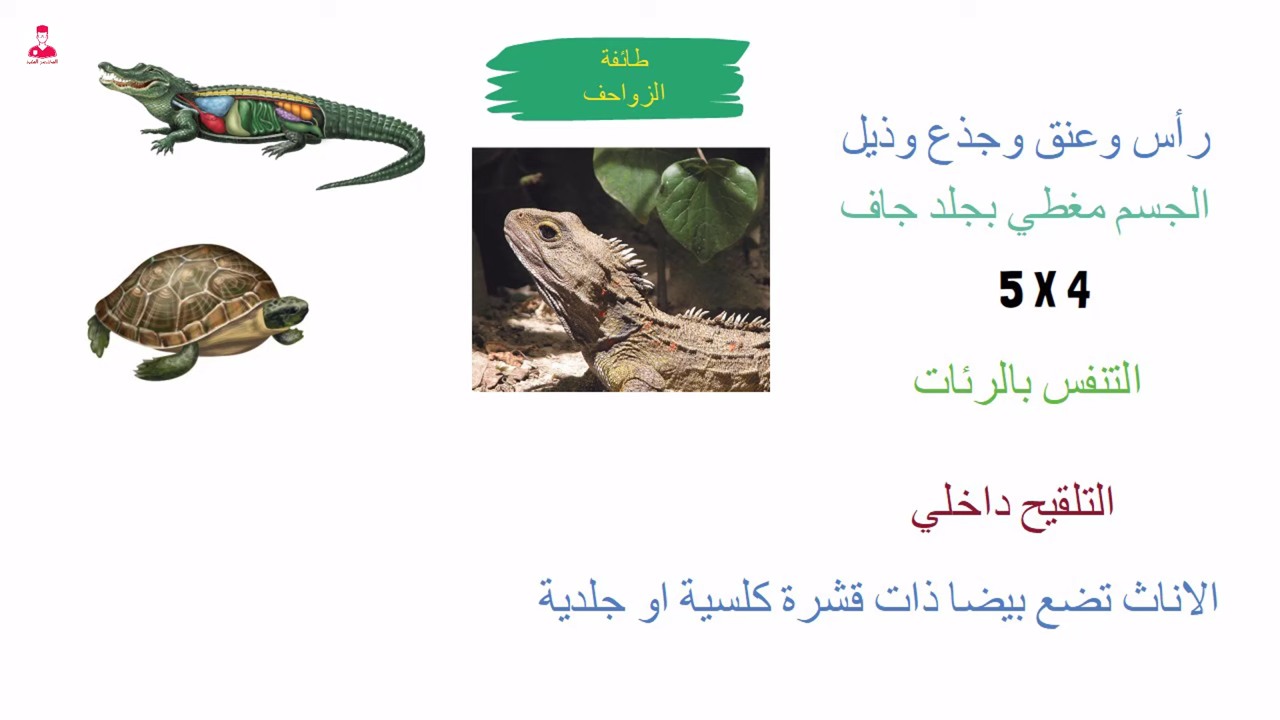 طائفة
الزواحف
رأس وعنق وجذع وذيل
الجسم مغطي بجلد جاف
5 X 4
التنفس بالرئات
التلقيح داخلي
الاناث تضع بيضا ذات قشرة كلسية او جلدية